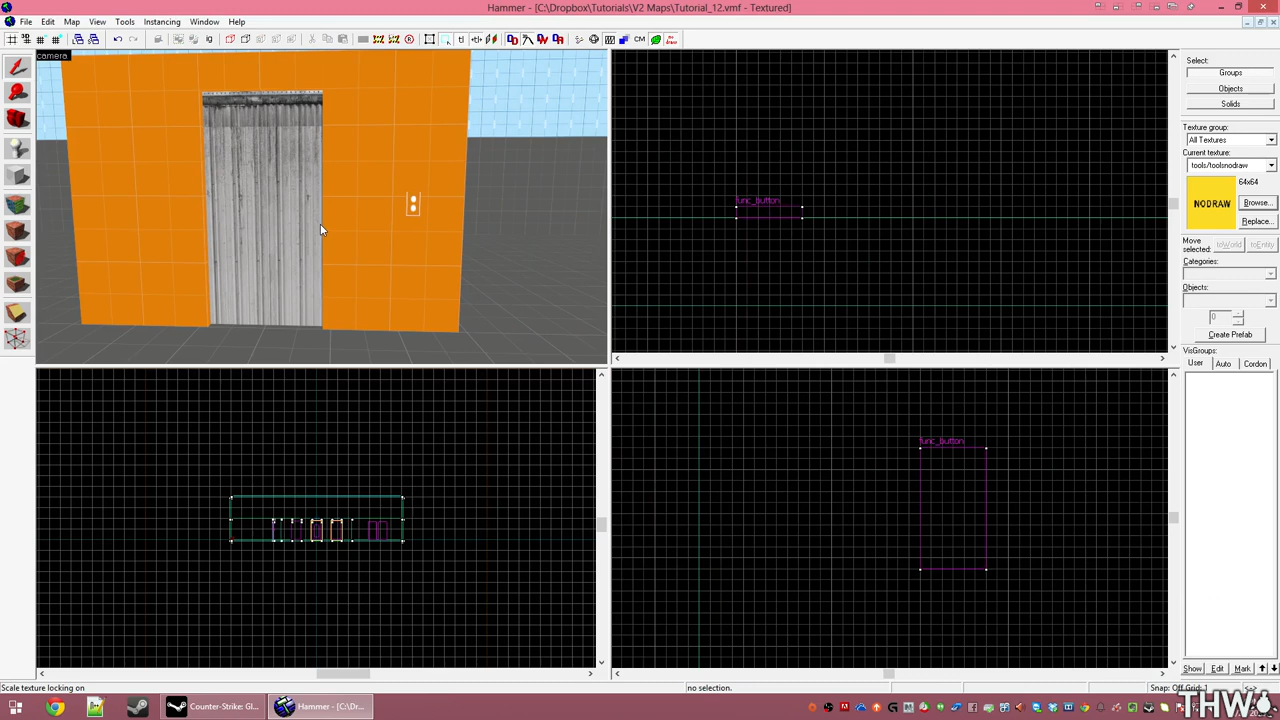 Hammer - [C:\Dropbox\Tutorials\V2 Maps\Tutorial_12.vmf - Textured]
File Edit Map View Tools Instancing Window Help
camera
func_button
func_button
Select:
Groups
Objects
Solids
Texture group:
All Textures
Current texture:
tools/toolsnodraw
64x64
NODRAW
Browse...
Replace...
Move selected:
toWorld
toEntity
Categories:
Objects:
0
Create Prefab
VisGroups:
User Auto Cordon
Show Edit Mark
Scale texture locking on
no selection.
Snap: Off Grid:
Counter-Strike: Gl...
Hammer - [C:\Dr...
THW